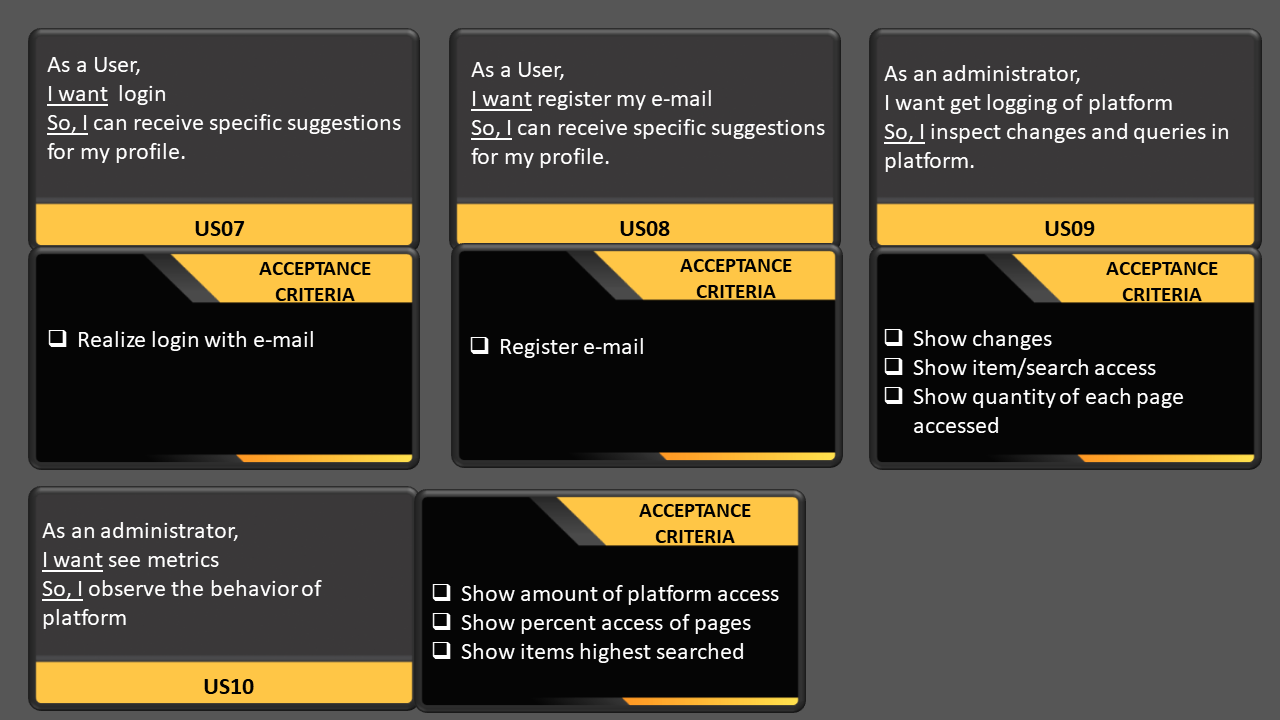 As a User,
I want  login
So, I can receive specific suggestions
for my profile.
US07
ACCEPTANCE
CRITERIA
❑ Realize login with e-mail
As a User,
I want register my e-mail
So, I can receive specific suggestions
for my profile.
US08
ACCEPTANCE
CRITERIA
❑ Register e-mail
As an administrator,
I want get logging of platform
So, I inspect changes and queries in
platform.
US09
ACCEPTANCE
CRITERIA
❑ Show changes
❑ Show item/search access
❑ Show quantity of each page
accessed
As an administrator,
I want see metrics
So, I observe the behavior of
platform
US10
ACCEPTANCE
CRITERIA
❑ Show amount of platform access
❑ Show percent access of pages
❑ Show items highest searched